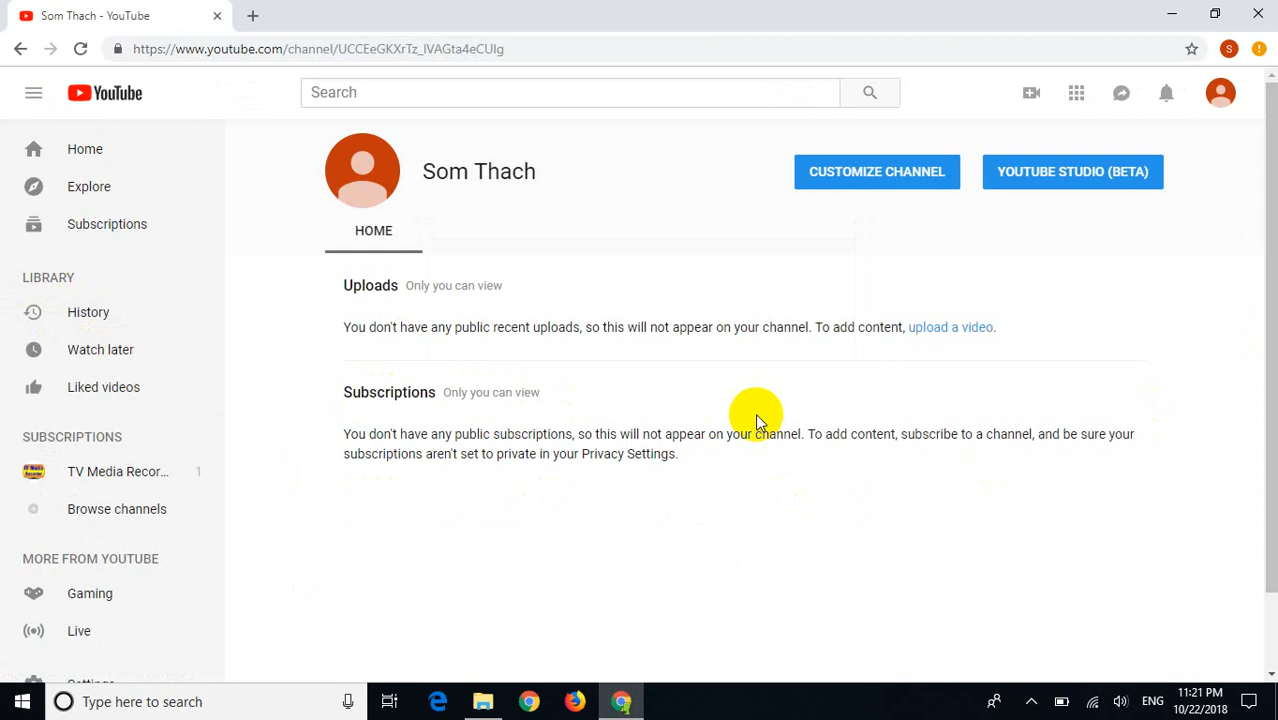 Som Thach - YouTube
https://www.youtube.com/channel/UCCEeGKXrTz_lVAGta4eCUIg
S
YouTube
Search
Home
Explore
Subscriptions
LIBRARY
History
Watch later
Liked videos
SUBSCRIPTIONS
TV Media Recor... 1
Browse channels
MORE FROM YOUTUBE
Gaming
Live
Som Thach
CUSTOMIZE CHANNEL
YOUTUBE STUDIO (BETA)
HOME
Uploads Only you can view
You don't have any public recent uploads, so this will not appear on your channel. To add content, upload a video.
Subscriptions Only you can view
You don't have any public subscriptions, so this will not appear on your channel. To add content, subscribe to a channel, and be sure your
subscriptions aren't set to private in your Privacy Settings.
Type here to search
ENG
11:21 PM
10/22/2018